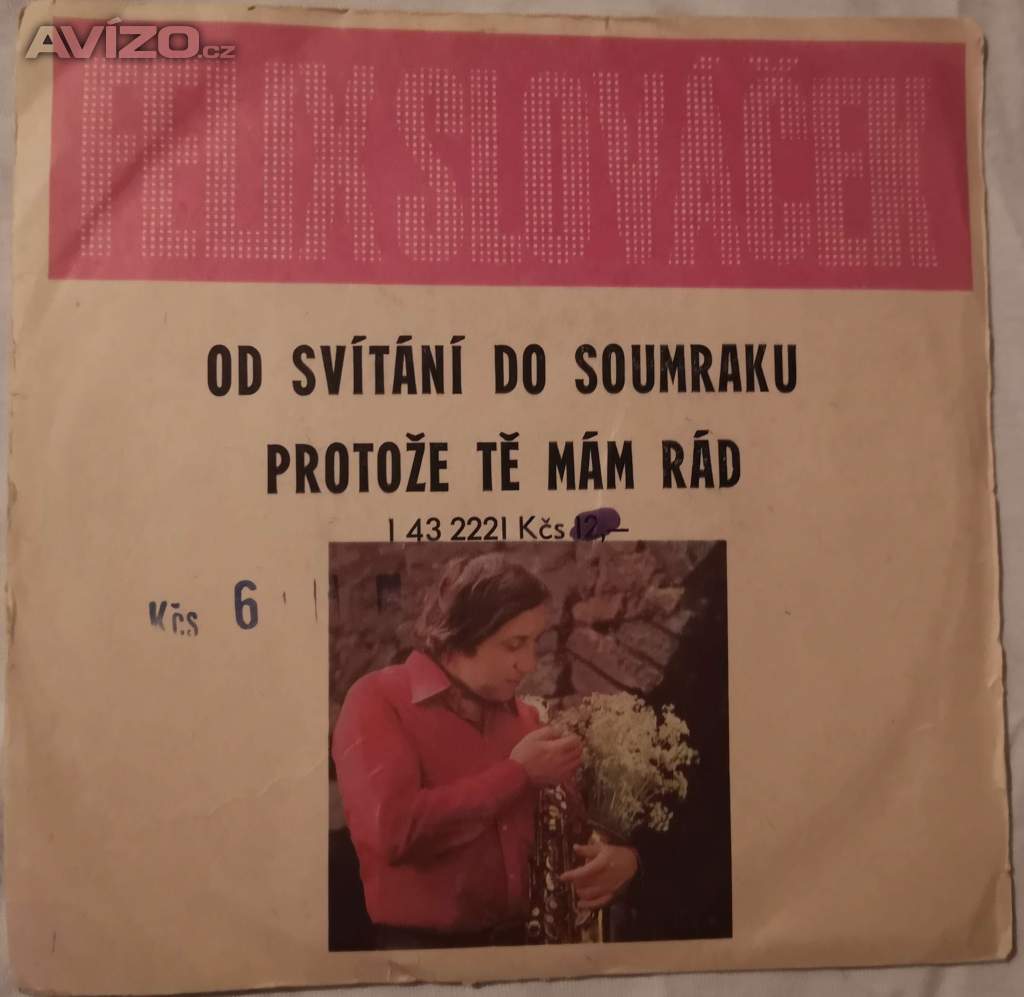 AVÍZO.cz
FELIX SLOVÁČEK
OD SVÍTÁNÍ DO SOUMRAKU
PROTOŽE TĚ MÁM RÁD
1 43 2221 Kčs 12,–
Kčs 6